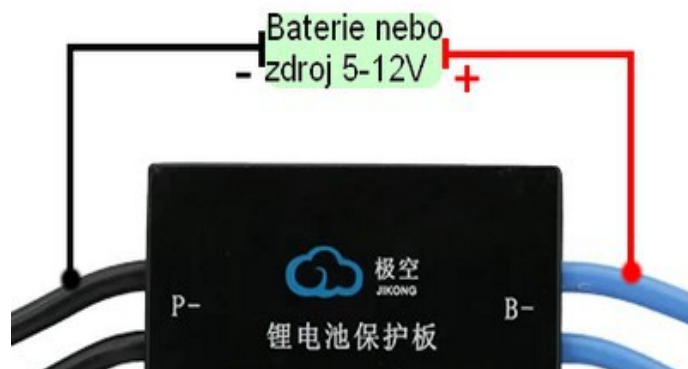 Baterie nebo
zdroj 5-12V
- +
极空
JIKONG
P-
B-
锂电池保护板